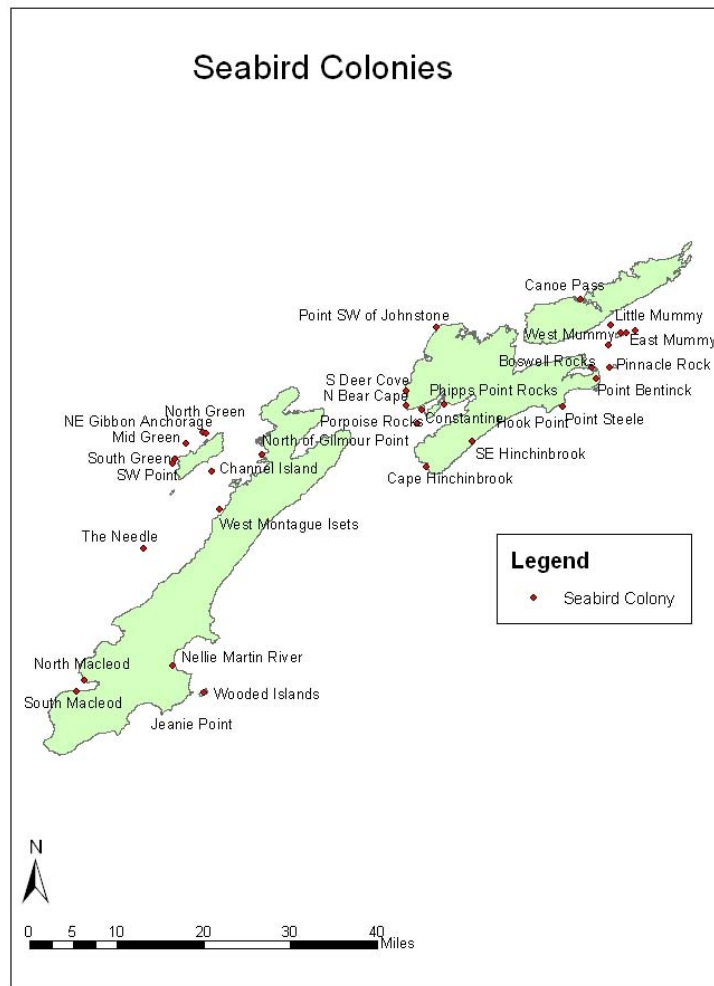 Seabird Colonies
Canoe Pass
Little Mummy
Point SW of Johnstone
West Mummy
East Mummy
Boswell Rocks
Pinnacle Rock
S Deer Cove
Phipps Point Rocks
Point Bentinck
N Bear Cape
North Green
NE Gibbon Anchorage
Porpoise Rocks
Constantine
Hook Point
Point Steele
Mid Green
North of Gilmour Point
South Green
Channel Island
SE Hinchinbrook
SW Point
Cape Hinchinbrook
West Montague Isets
The Needle
Legend
Seabird Colony
North Macleod
Nellie Martin River
South Macleod
Wooded Islands
Jeanie Point
N
0 5 10 20 30 40
Miles